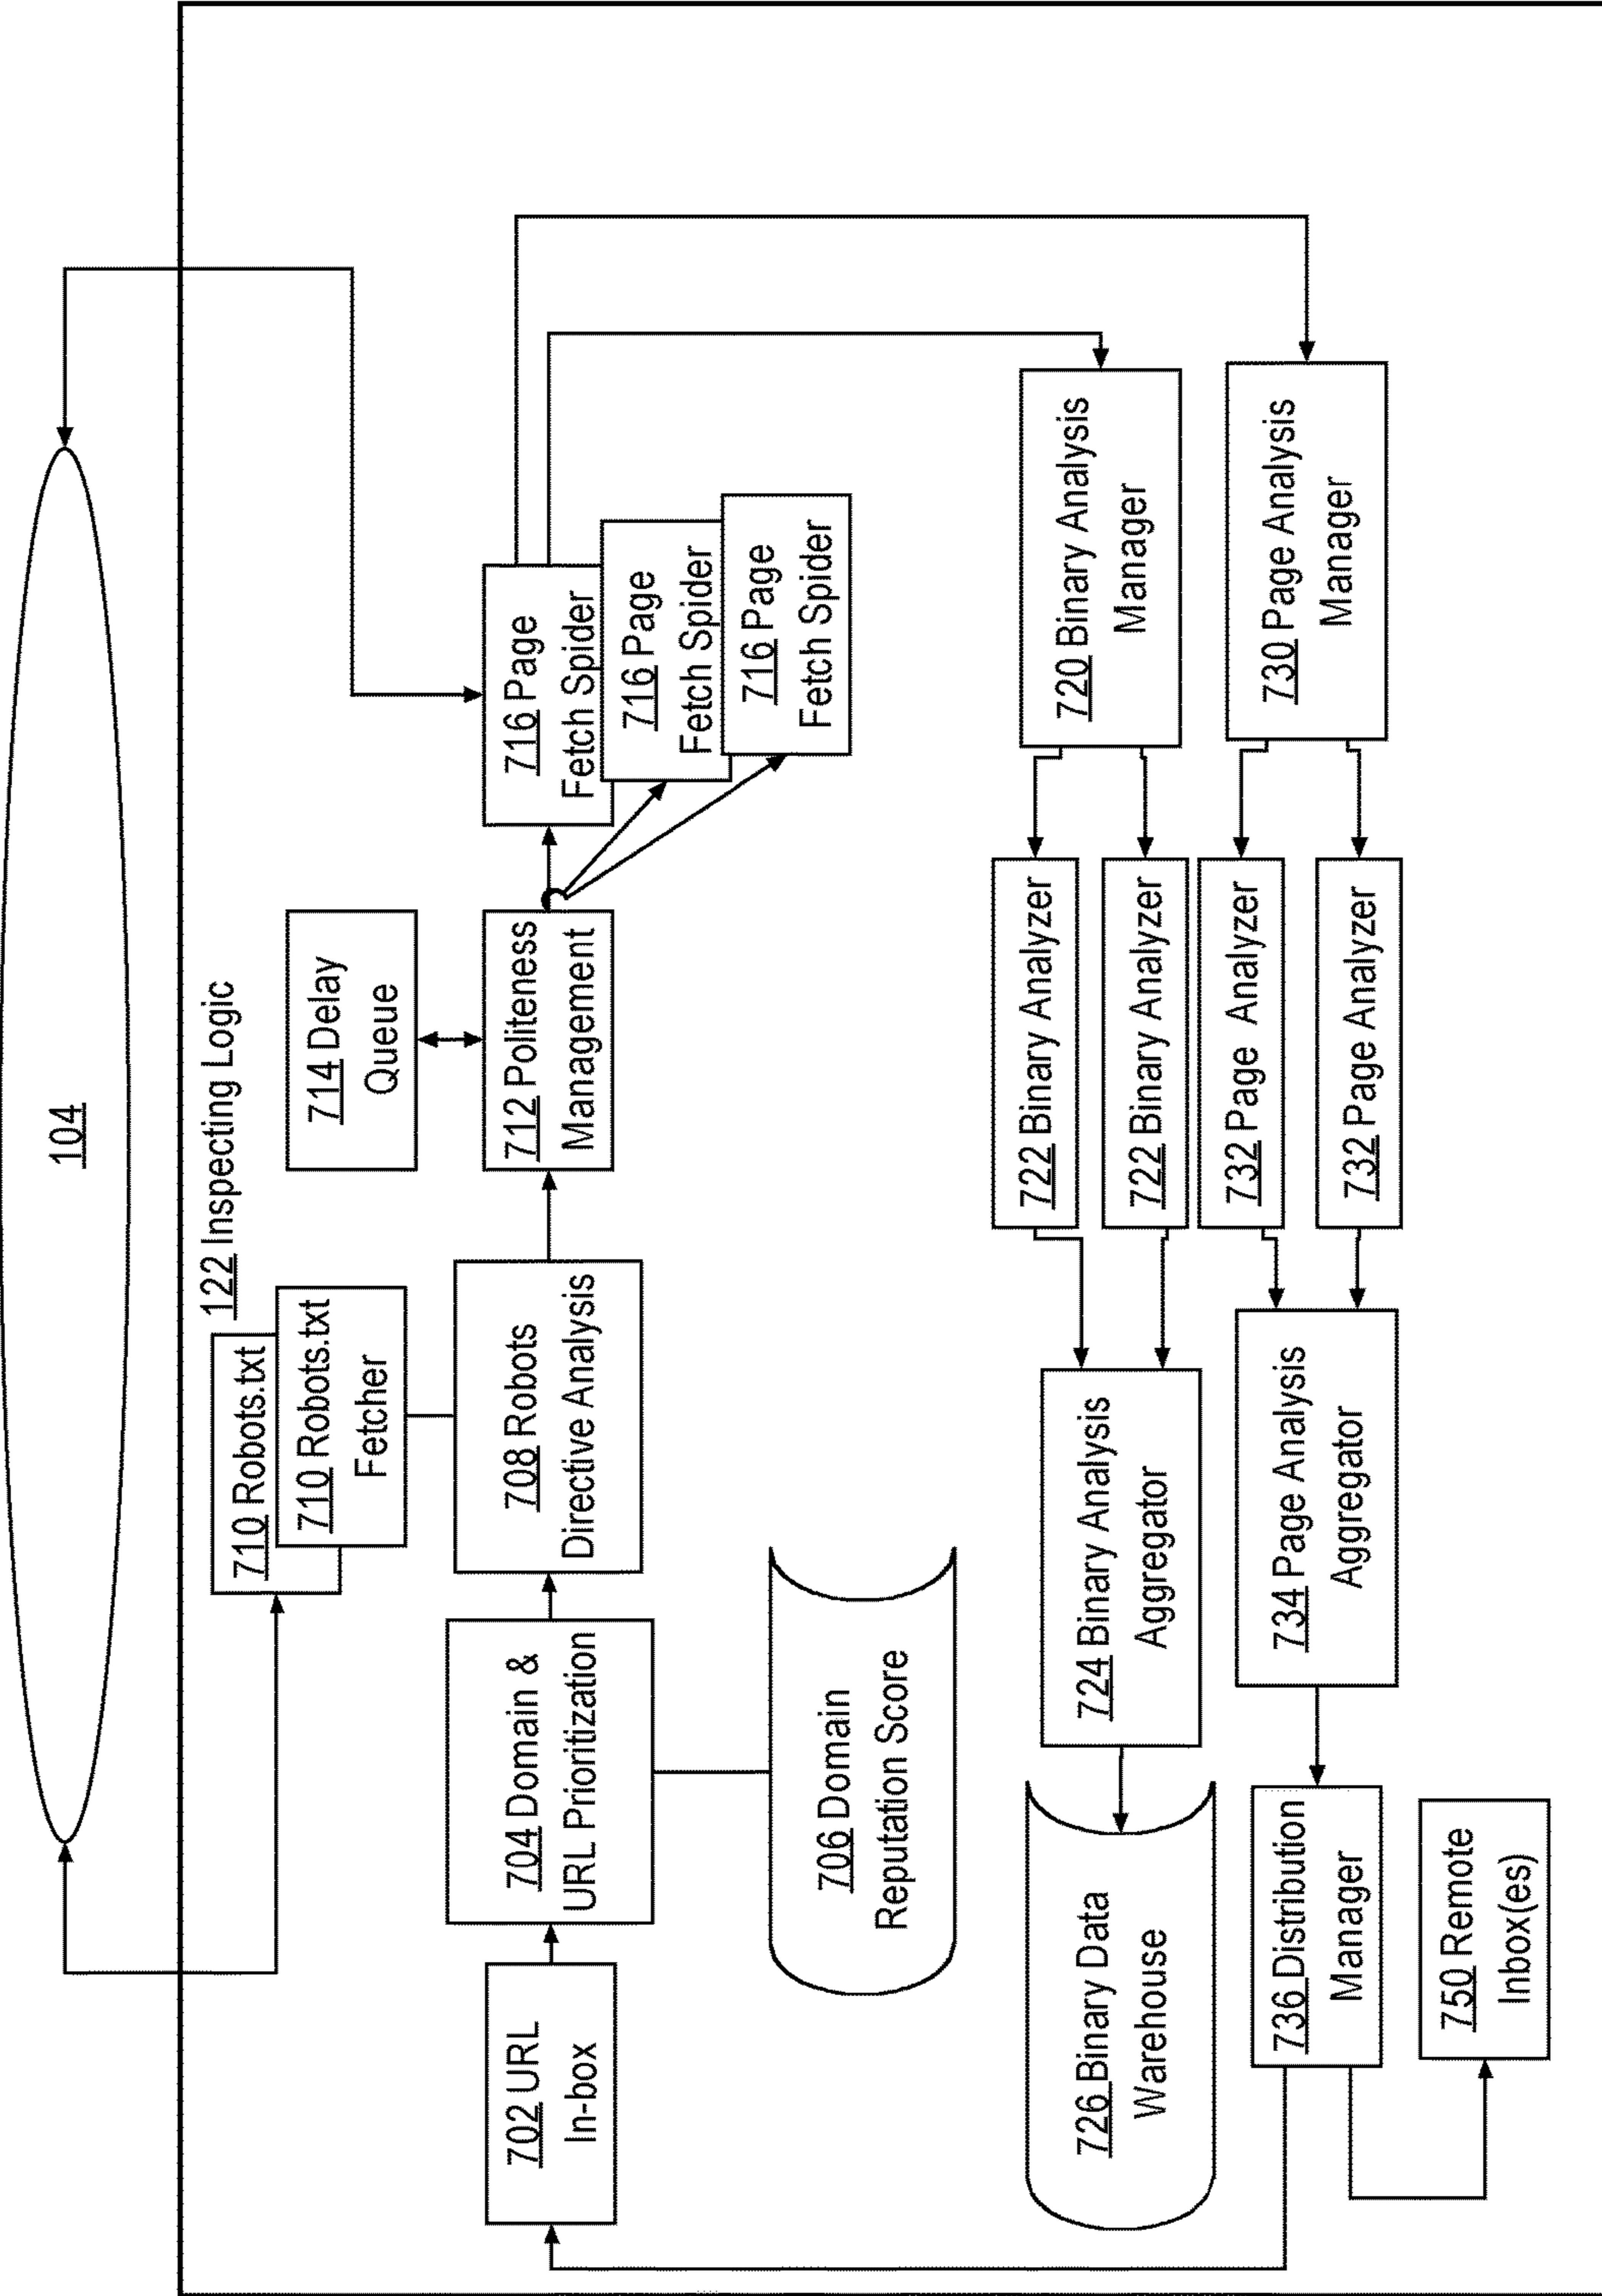 104
122 Inspecting Logic
710 Robots.txt
710 Robots.txt
Fetcher
714 Delay
Queue
702 URL
In-box
704 Domain &
URL Prioritization
708 Robots
Directive Analysis
712 Politeness
Management
716 Page
Fetch Spider
716 Page
Fetch Spider
716 Page
Fetch Spider
706 Domain
Reputation Score
726 Binary Data
Warehouse
724 Binary Analysis
Aggregator
722 Binary Analyzer
722 Binary Analyzer
720 Binary Analysis
Manager
736 Distribution
Manager
734 Page Analysis
Aggregator
732 Page Analyzer
732 Page Analyzer
730 Page Analysis
Manager
750 Remote
Inbox(es)